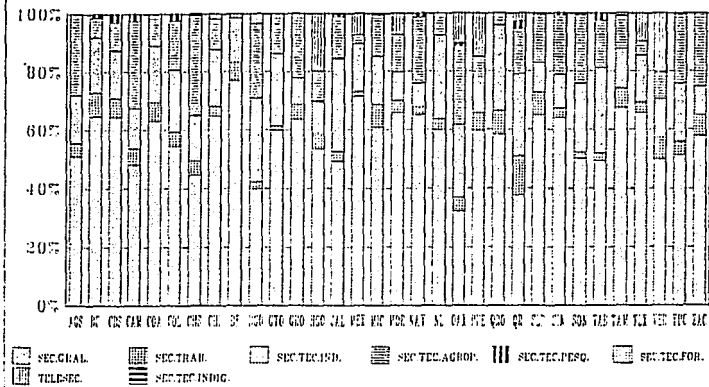 100%
80%
60%
40%
20%
0%
AGS BC CBS CAM COA COL CHS CHI DF DGO GTO GRO HGO JAL MEX MIC MOR NAY NL OAX PUE QRO QR SLP SIN SON TAB TAM TLX VER YUC ZAC
SEC.GRAL. SEC.TRAB. SEC.TEC.IND. SEC.TEC.AGROP. SEC.TEC.PESQ. SEC.TEC.FOR.
TELESEC. SEC.TEC.INDIG.